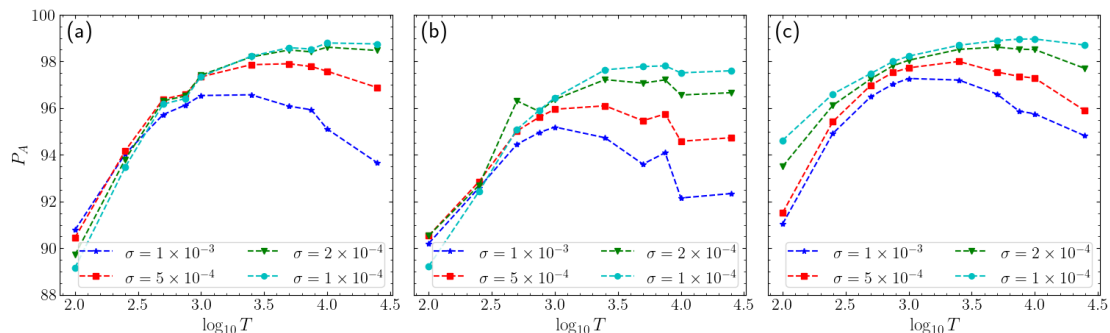 (a)
(b)
(c)
100
98
96
94
92
90
88
P_A
σ = 1 × 10⁻³
σ = 2 × 10⁻⁴
σ = 5 × 10⁻⁴
σ = 1 × 10⁻⁴
σ = 1 × 10⁻³
σ = 2 × 10⁻⁴
σ = 5 × 10⁻⁴
σ = 1 × 10⁻⁴
σ = 1 × 10⁻³
σ = 2 × 10⁻⁴
σ = 5 × 10⁻⁴
σ = 1 × 10⁻⁴
2.0 2.5 3.0 3.5 4.0 4.5
2.0 2.5 3.0 3.5 4.0 4.5
2.0 2.5 3.0 3.5 4.0 4.5
log₁₀ T
log₁₀ T
log₁₀ T